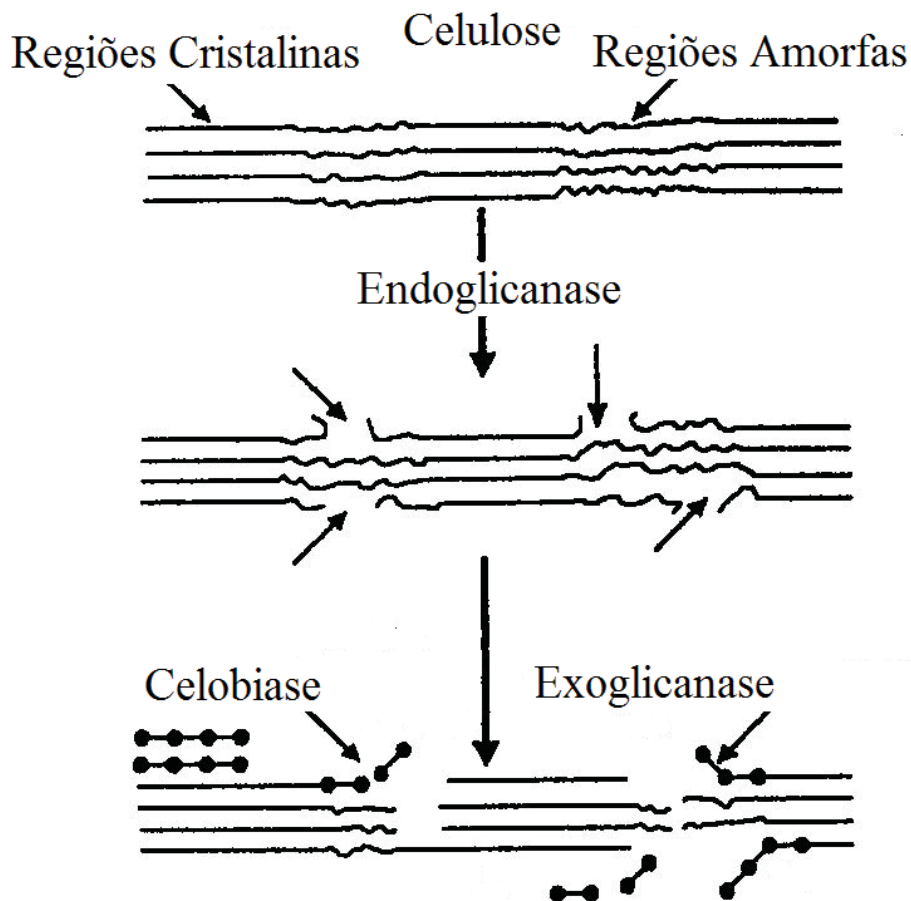 Celulose
Regiões Cristalinas
Regiões Amorfas
Endoglicanase
Celobiase
Exoglicanase